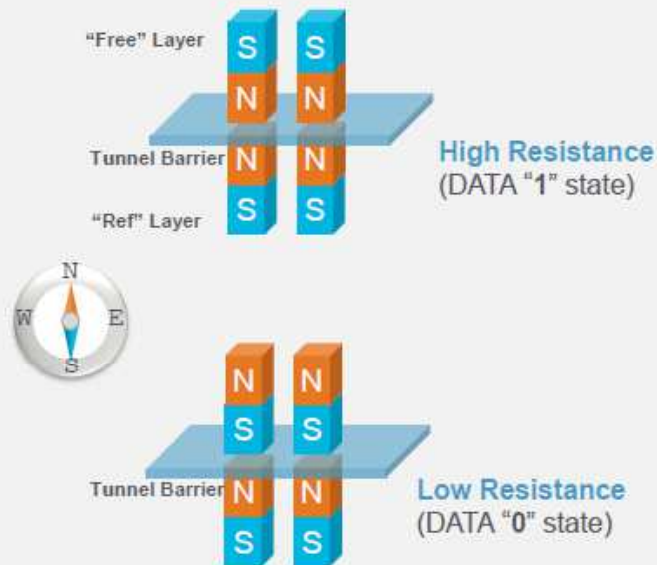 “Free” Layer
S S
N N
Tunnel Barrier
N N
High Resistance
(DATA “1” state)
“Ref” Layer
S S
N
W E
S
N N
S S
Tunnel Barrier
N N
Low Resistance
(DATA “0” state)
S S